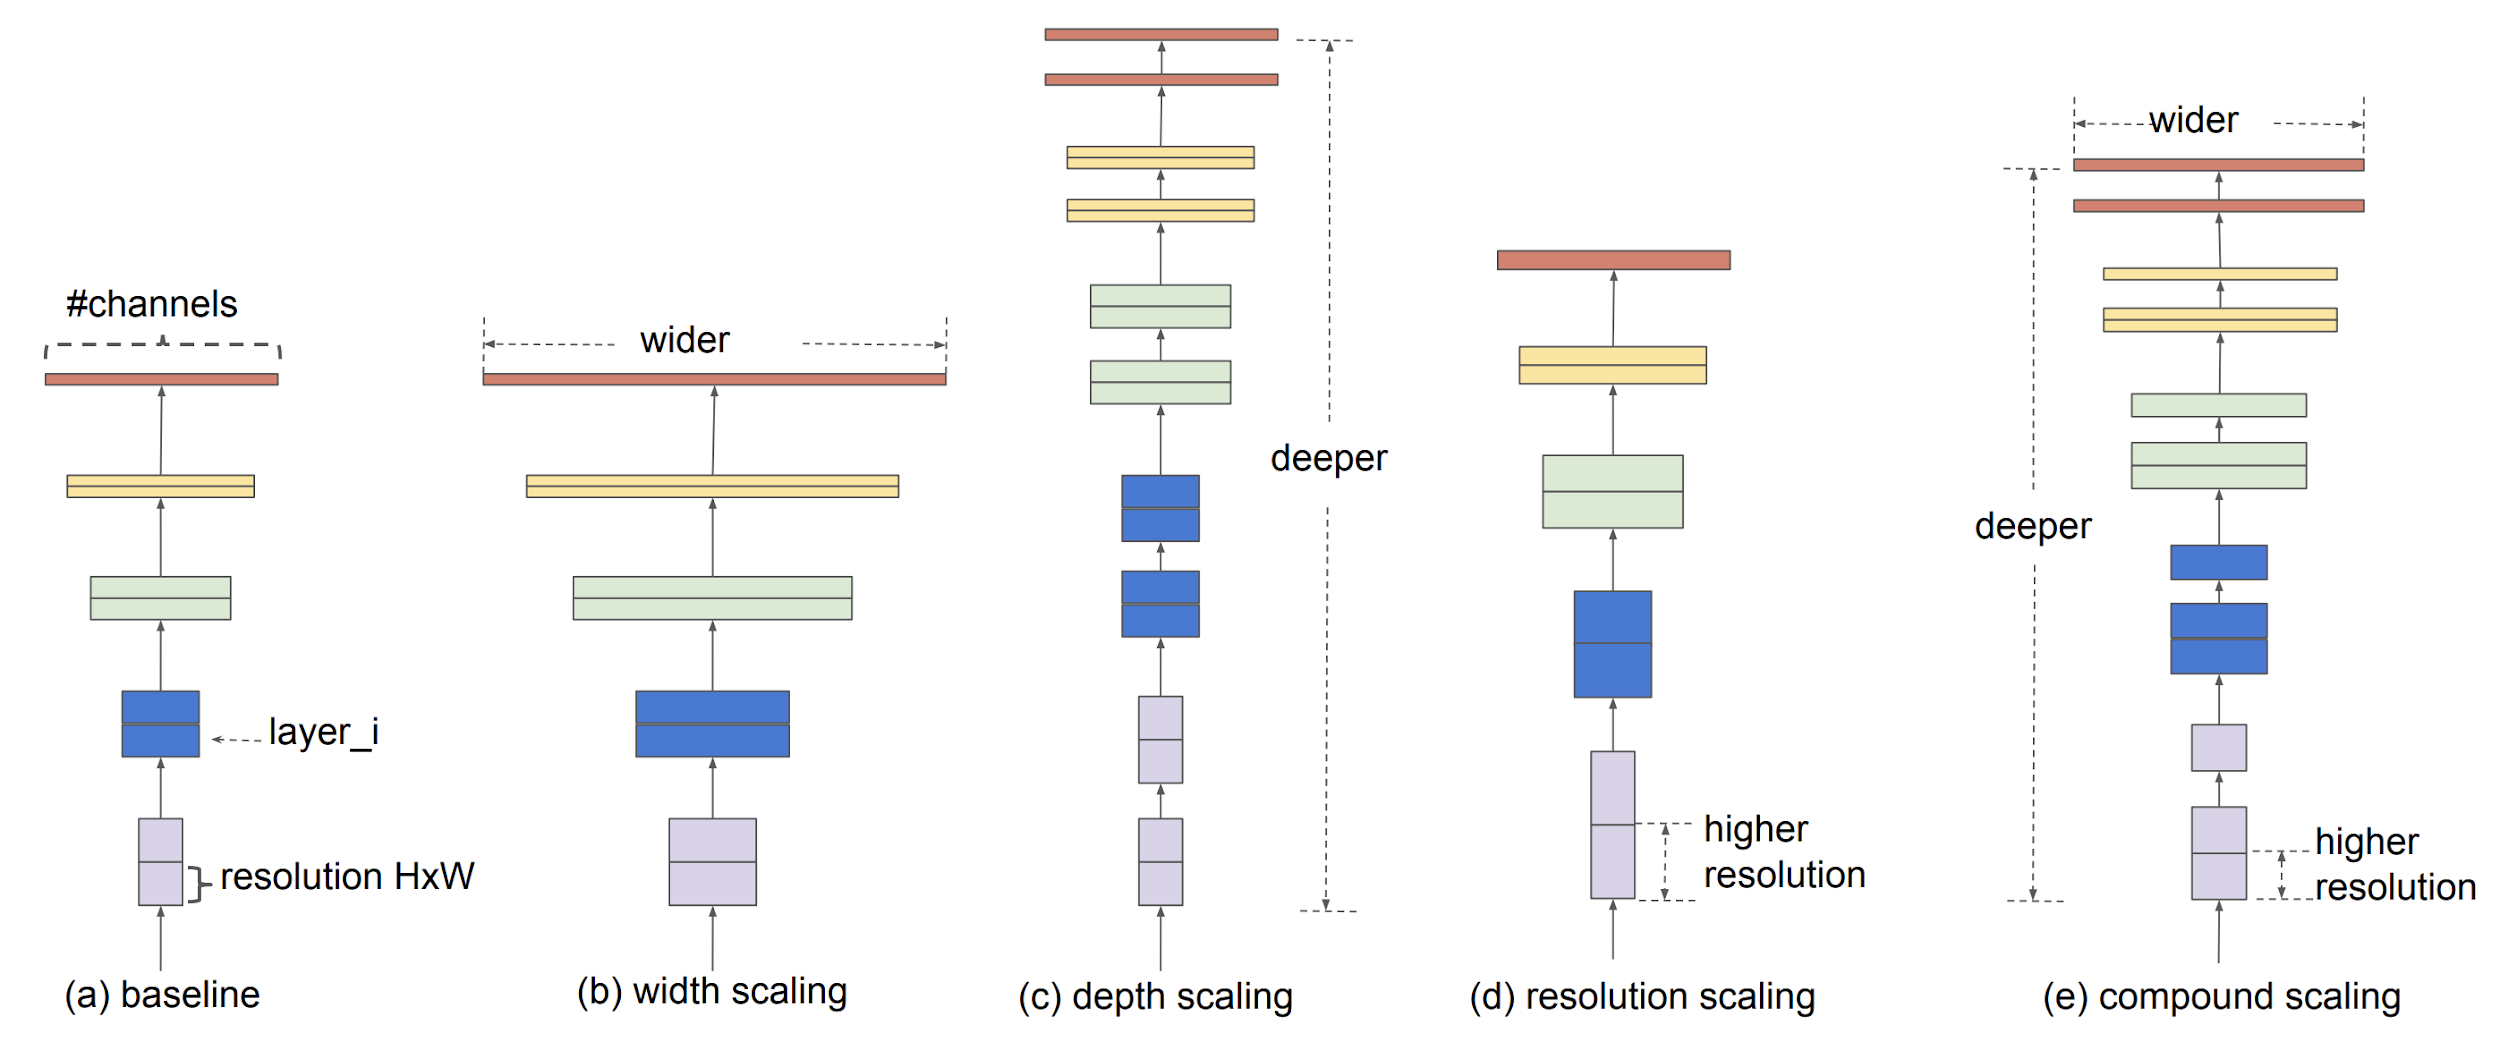 #channels
layer_i
resolution HxW
(a) baseline
wider
(b) width scaling
deeper
(c) depth scaling
higher
resolution
(d) resolution scaling
wider
deeper
higher
resolution
(e) compound scaling